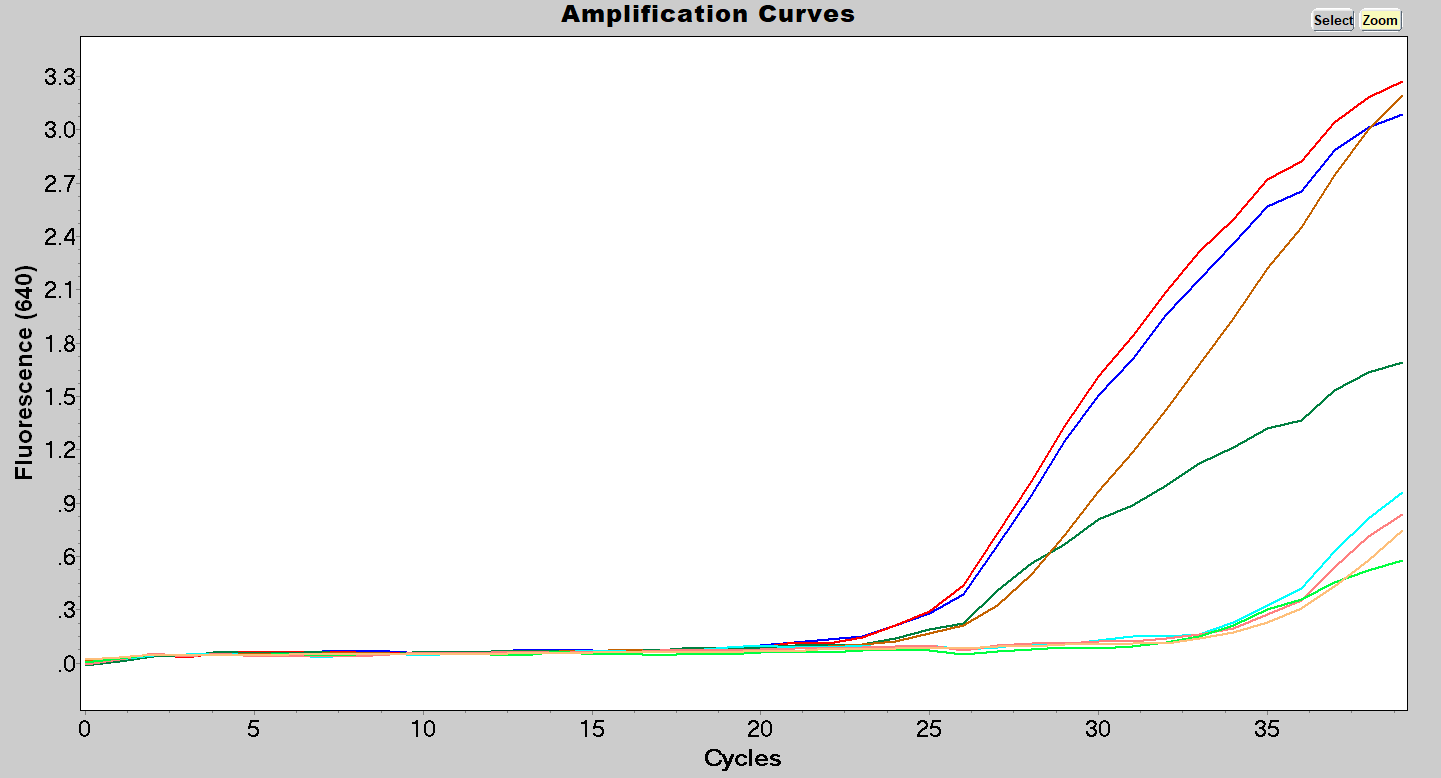 Amplification Curves
Select Zoom
3.3
3.0
2.7
2.4
2.1
1.8
1.5
1.2
.9
.6
.3
.0
Fluorescence (640)
0 5 10 15 20 25 30 35
Cycles